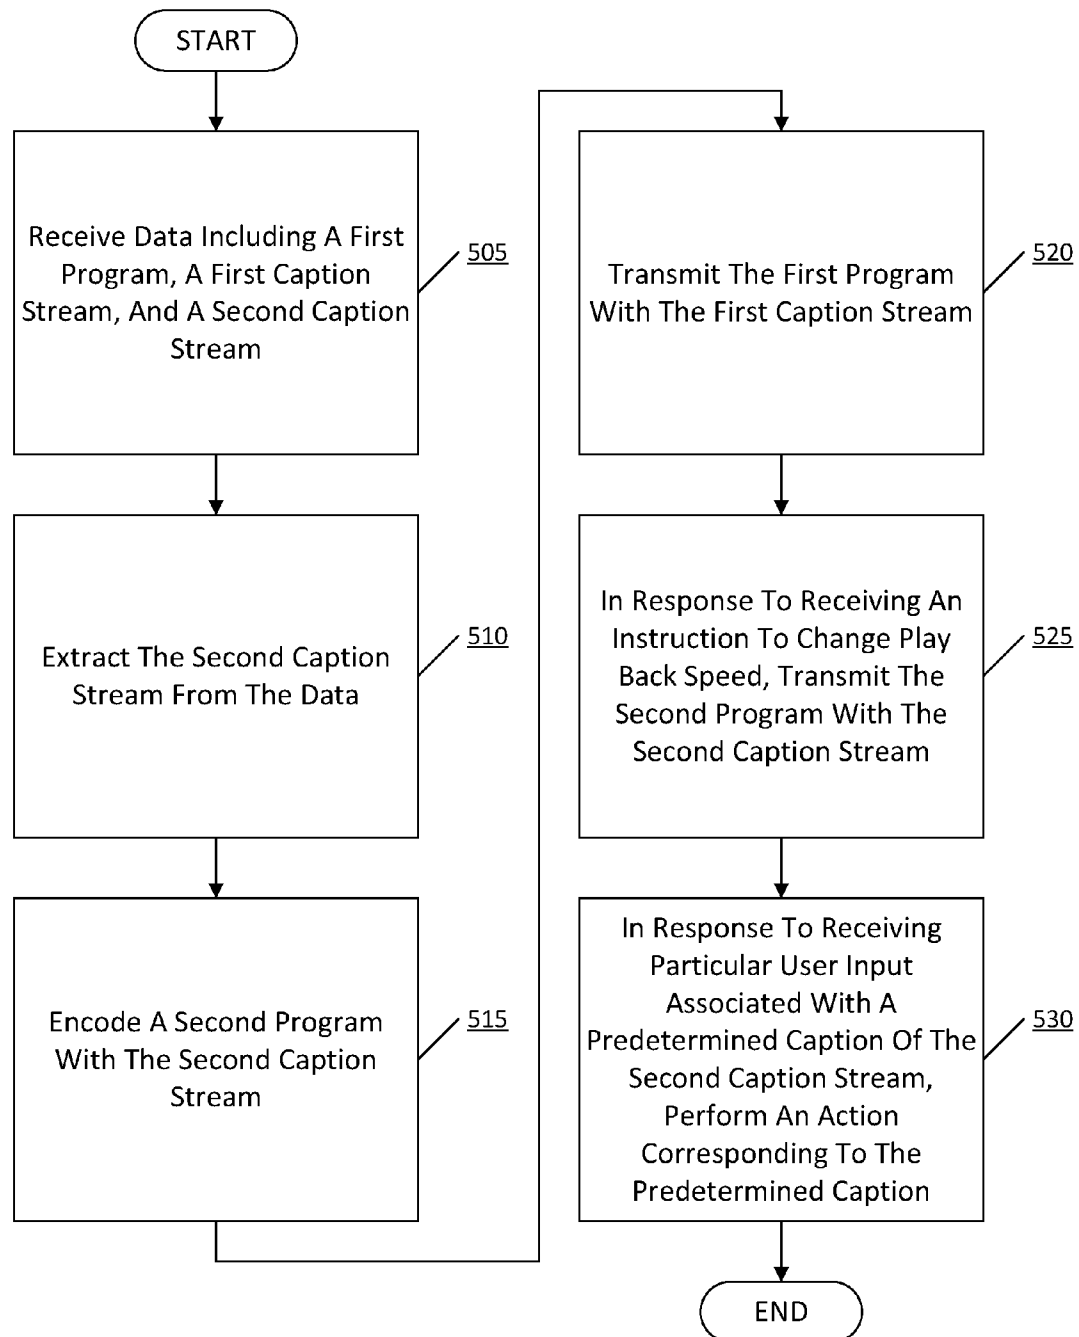 START
Receive Data Including A First
Program, A First Caption
Stream, And A Second Caption
Stream
505
Extract The Second Caption
Stream From The Data
510
Encode A Second Program
With The Second Caption
Stream
515
Transmit The First Program
With The First Caption Stream
520
In Response To Receiving An
Instruction To Change Play
Back Speed, Transmit The
Second Program With The
Second Caption Stream
525
In Response To Receiving
Particular User Input
Associated With A
Predetermined Caption Of The
Second Caption Stream,
Perform An Action
Corresponding To The
Predetermined Caption
530
END